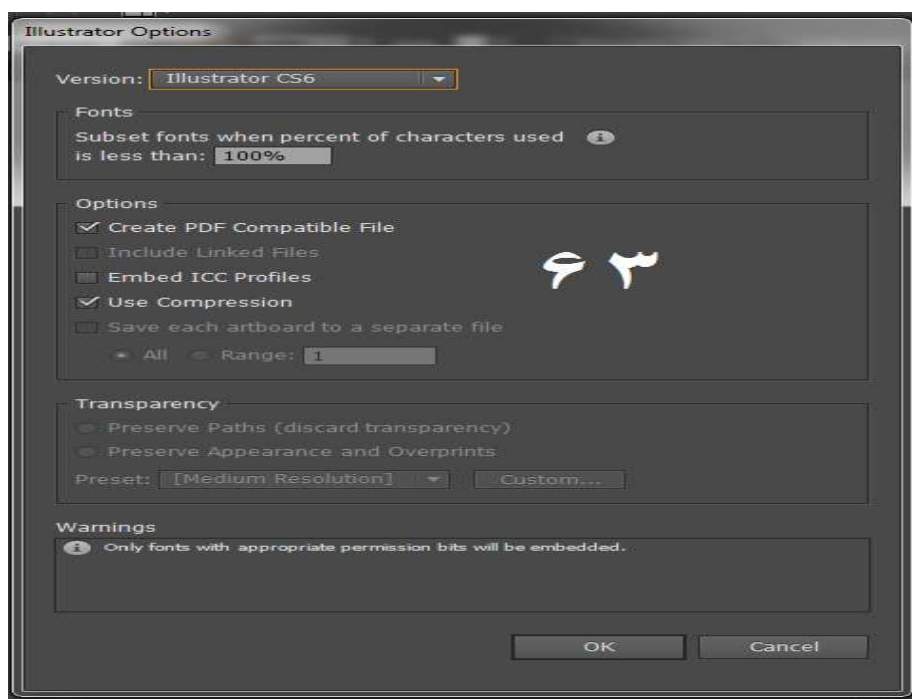 Illustrator Options
Version: Illustrator CS6
Fonts
Subset fonts when percent of characters used
is less than: 100%
Options
Create PDF Compatible File
Include Linked Files
Embed ICC Profiles
Use Compression
Save each artboard to a separate file
All Range: 1
۶۳
Transparency
Preserve Paths (discard transparency)
Preserve Appearance and Overprints
Preset: [Medium Resolution] Custom...
Warnings
Only fonts with appropriate permission bits will be embedded.
OK Cancel